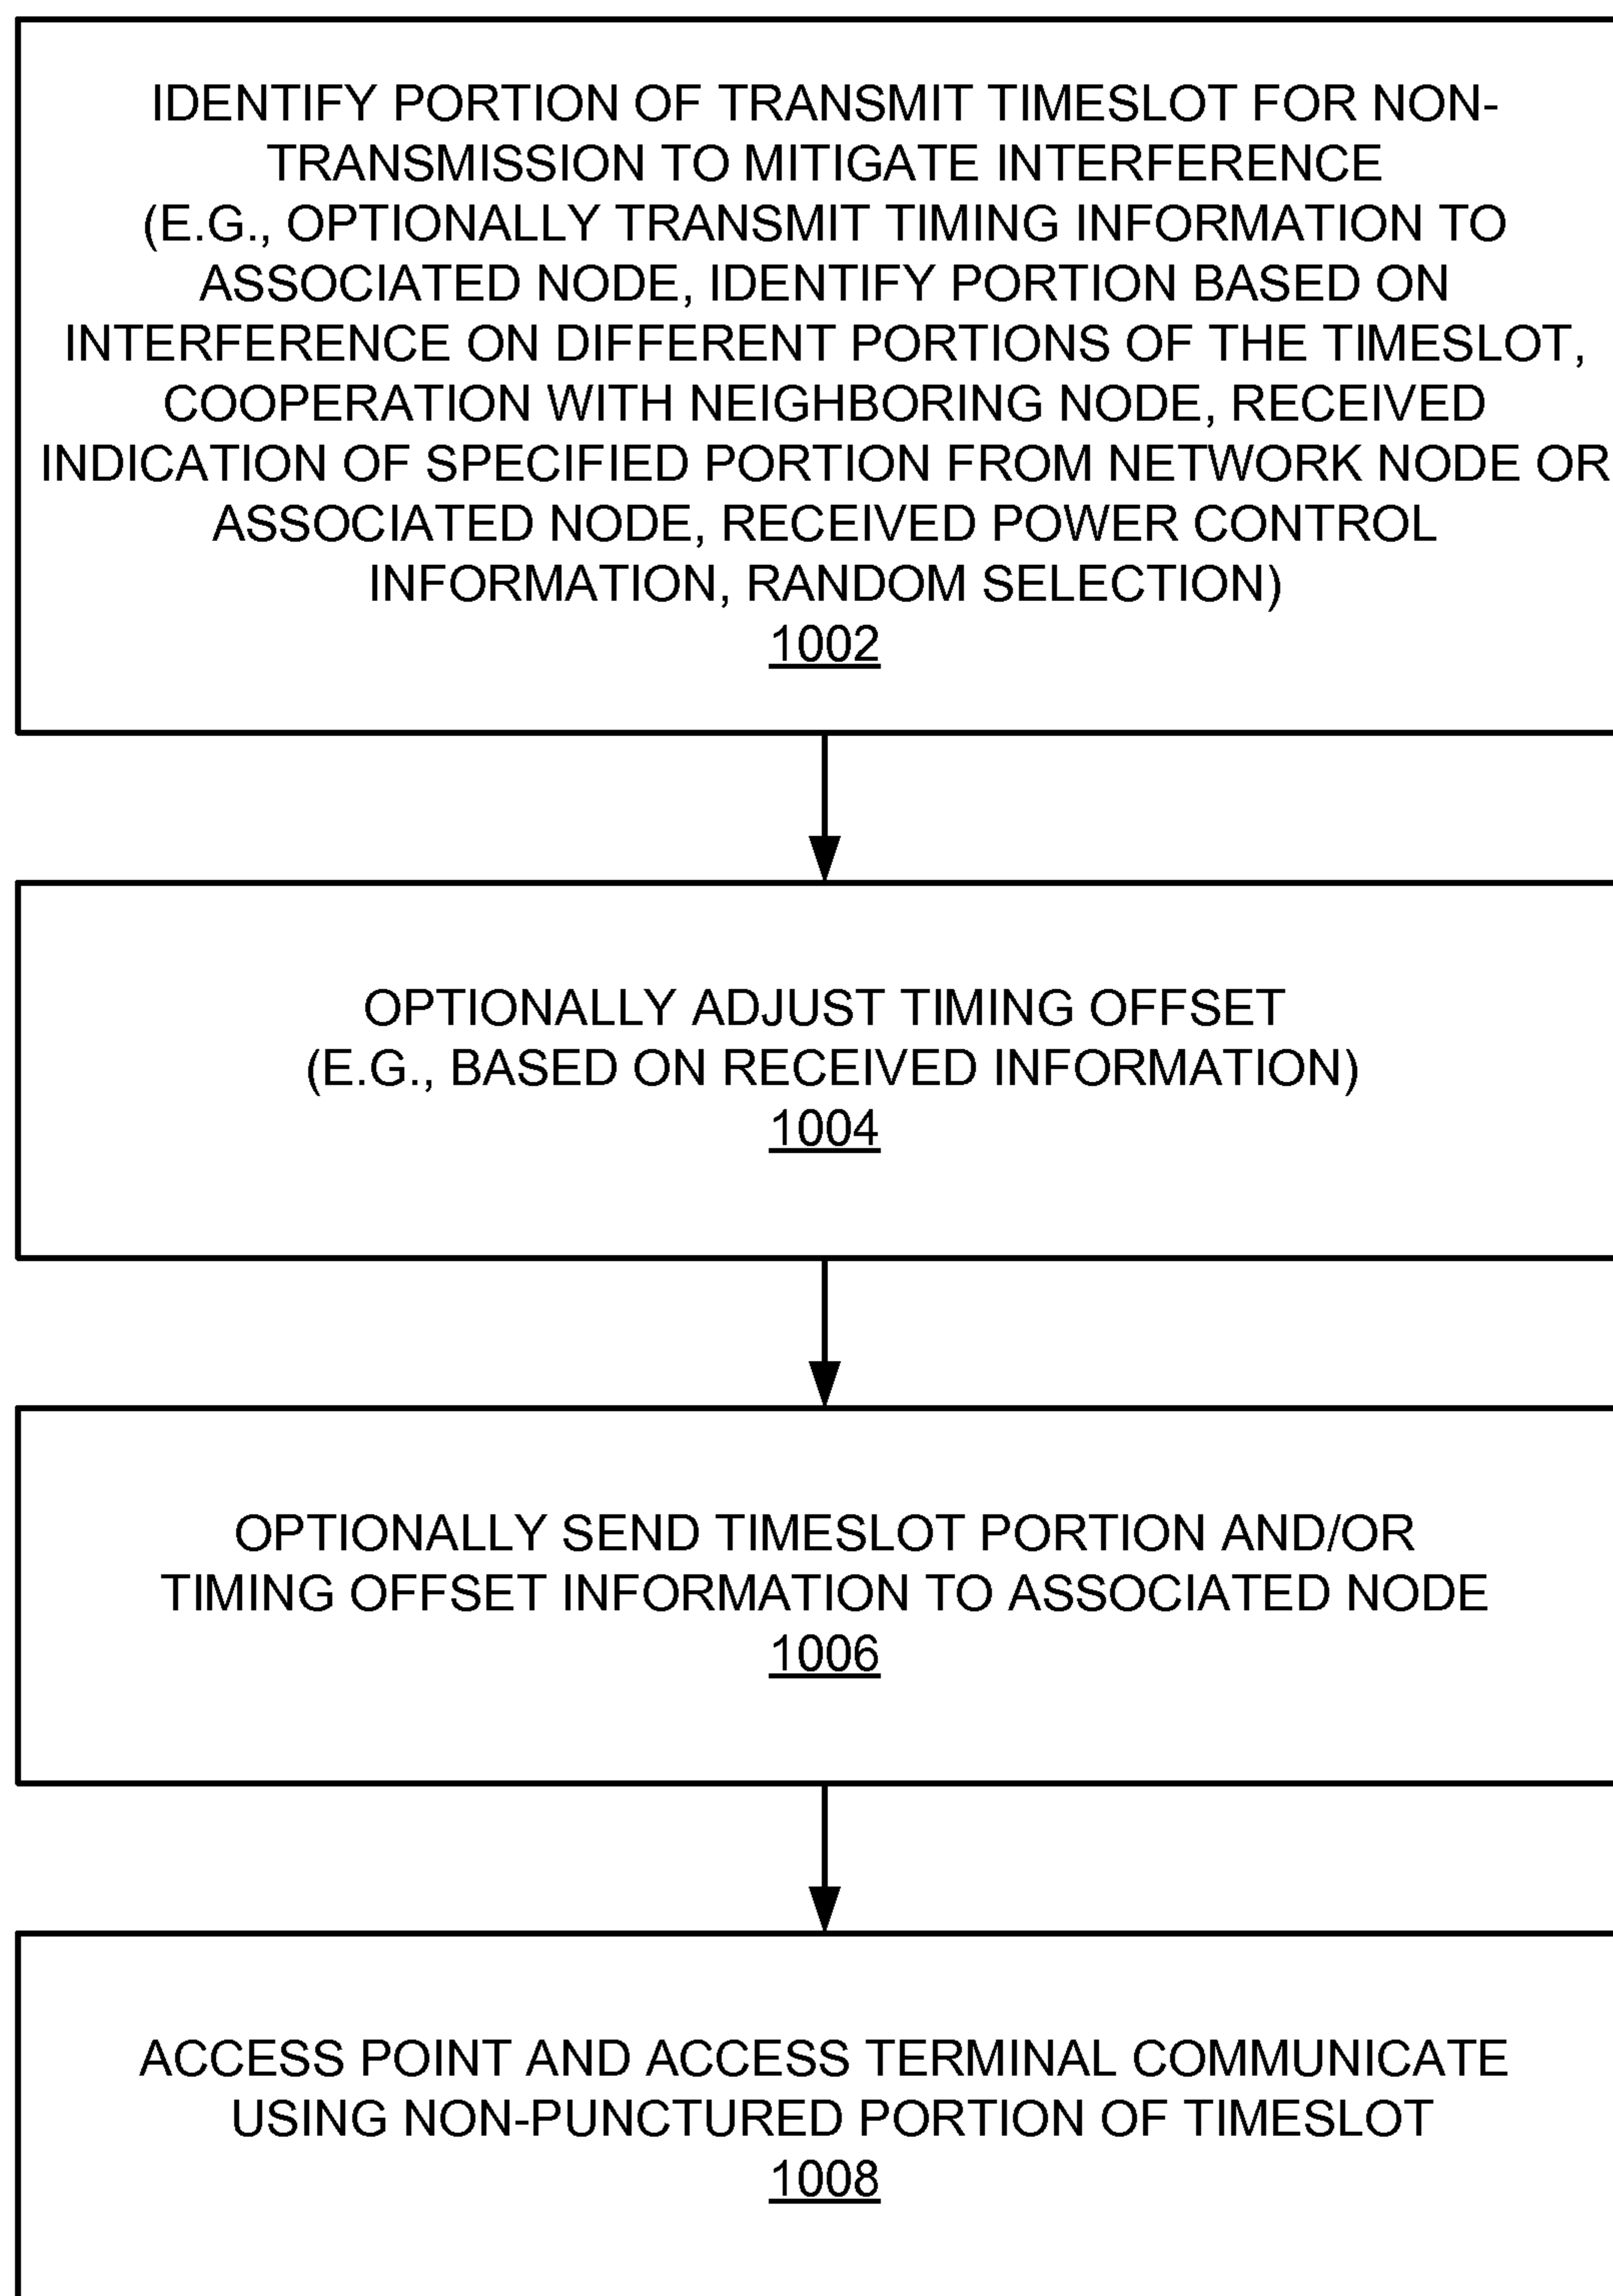 IDENTIFY PORTION OF TRANSMIT TIMESLOT FOR NON-
TRANSMISSION TO MITIGATE INTERFERENCE
(E.G., OPTIONALLY TRANSMIT TIMING INFORMATION TO
ASSOCIATED NODE, IDENTIFY PORTION BASED ON
INTERFERENCE ON DIFFERENT PORTIONS OF THE TIMESLOT,
COOPERATION WITH NEIGHBORING NODE, RECEIVED
INDICATION OF SPECIFIED PORTION FROM NETWORK NODE OR
ASSOCIATED NODE, RECEIVED POWER CONTROL
INFORMATION, RANDOM SELECTION)
1002
OPTIONALLY ADJUST TIMING OFFSET
(E.G., BASED ON RECEIVED INFORMATION)
1004
OPTIONALLY SEND TIMESLOT PORTION AND/OR
TIMING OFFSET INFORMATION TO ASSOCIATED NODE
1006
ACCESS POINT AND ACCESS TERMINAL COMMUNICATE
USING NON-PUNCTURED PORTION OF TIMESLOT
1008